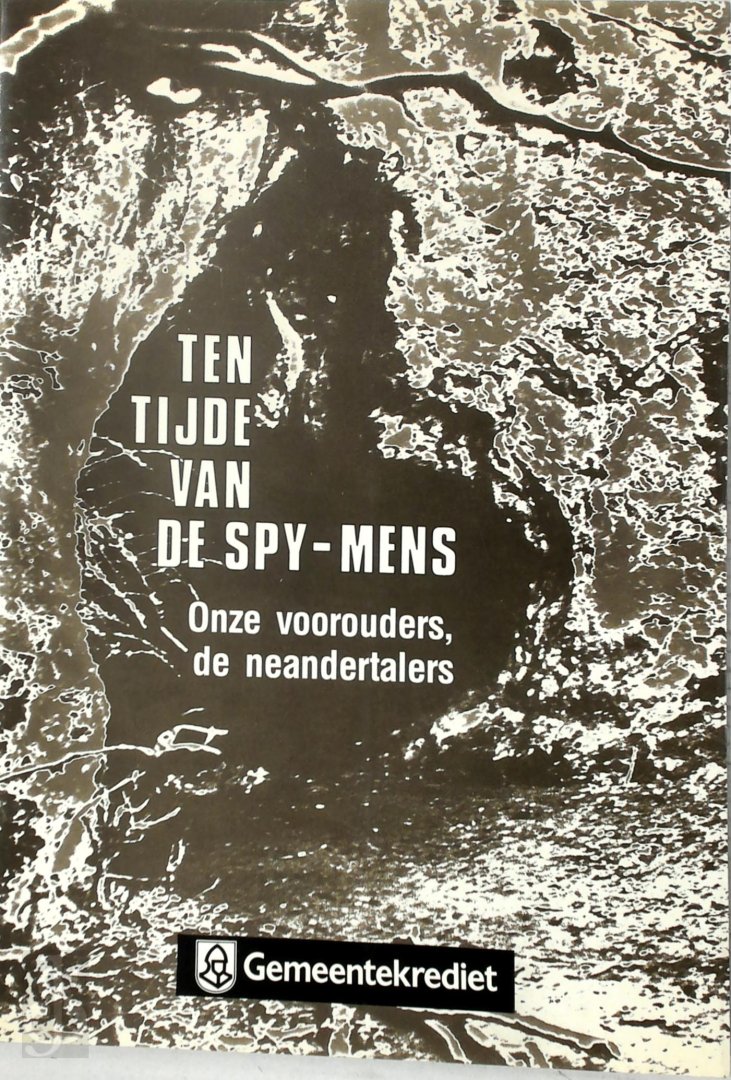 TEN
TIJDE
VAN
DE SPY-MENS
Onze voorouders,
de neandertalers
Gemeentekrediet